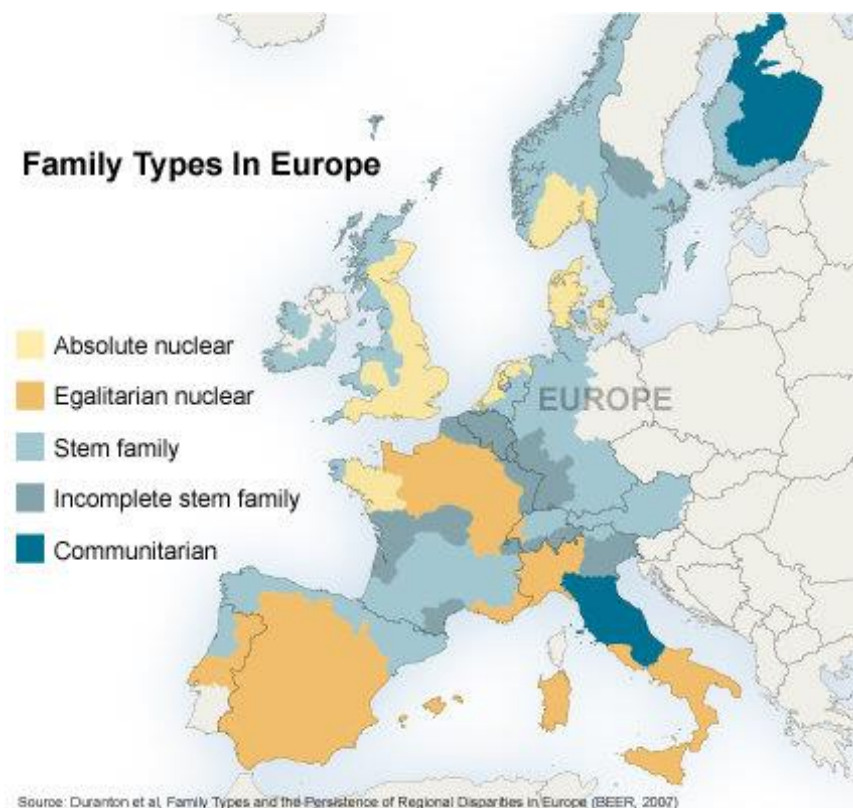 Family Types In Europe
Absolute nuclear
Egalitarian nuclear
EUROPE
Stem family
Incomplete stem family
Communitarian
Source: Duranton et al, Family Types and the Persistence of Regional Disparities in Europe (BEER, 2007)